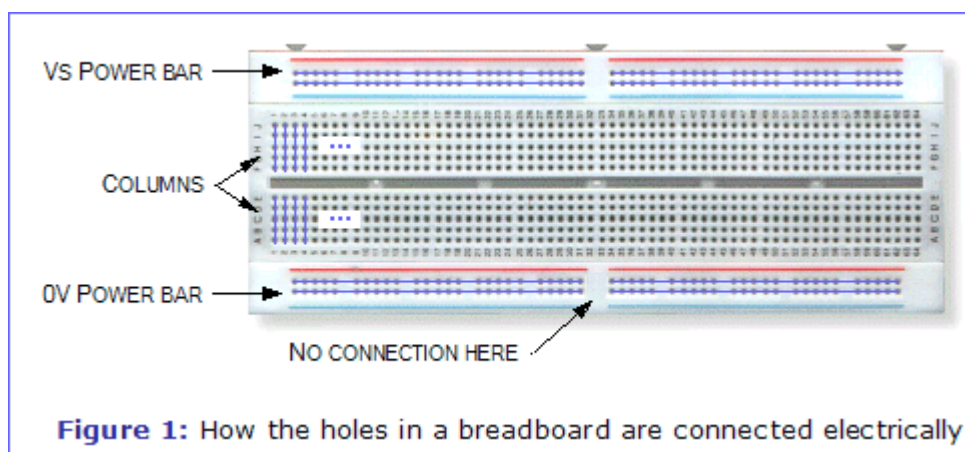 VS POWER BAR
F G H I J
COLUMNS
A B C D E
0V POWER BAR
NO CONNECTION HERE
Figure 1: How the holes in a breadboard are connected electrically